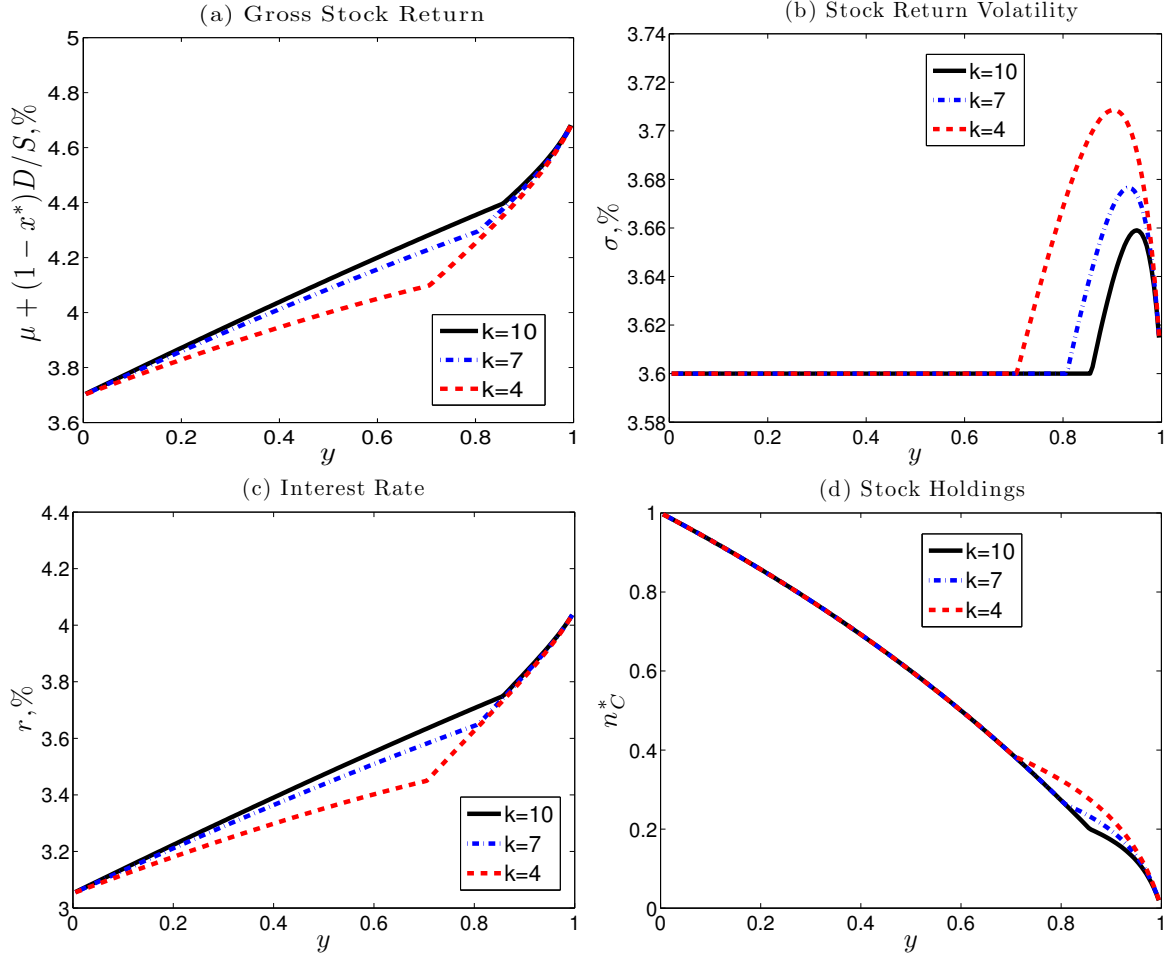 (a) Gross Stock Return
μ + (1 − x*)D/S,%
5
4.8
4.6
4.4
4.2
4
3.8
3.6
k=10
k=7
k=4
0 0.2 0.4 0.6 0.8 1
y
(b) Stock Return Volatility
σ,%
3.74
3.72
3.7
3.68
3.66
3.64
3.62
3.6
3.58
k=10
k=7
k=4
0 0.2 0.4 0.6 0.8 1
y
(c) Interest Rate
r,%
4.4
4.2
4
3.8
3.6
3.4
3.2
3
k=10
k=7
k=4
0 0.2 0.4 0.6 0.8 1
y
(d) Stock Holdings
n*_C
1
0.8
0.6
0.4
0.2
0
k=10
k=7
k=4
0 0.2 0.4 0.6 0.8 1
y